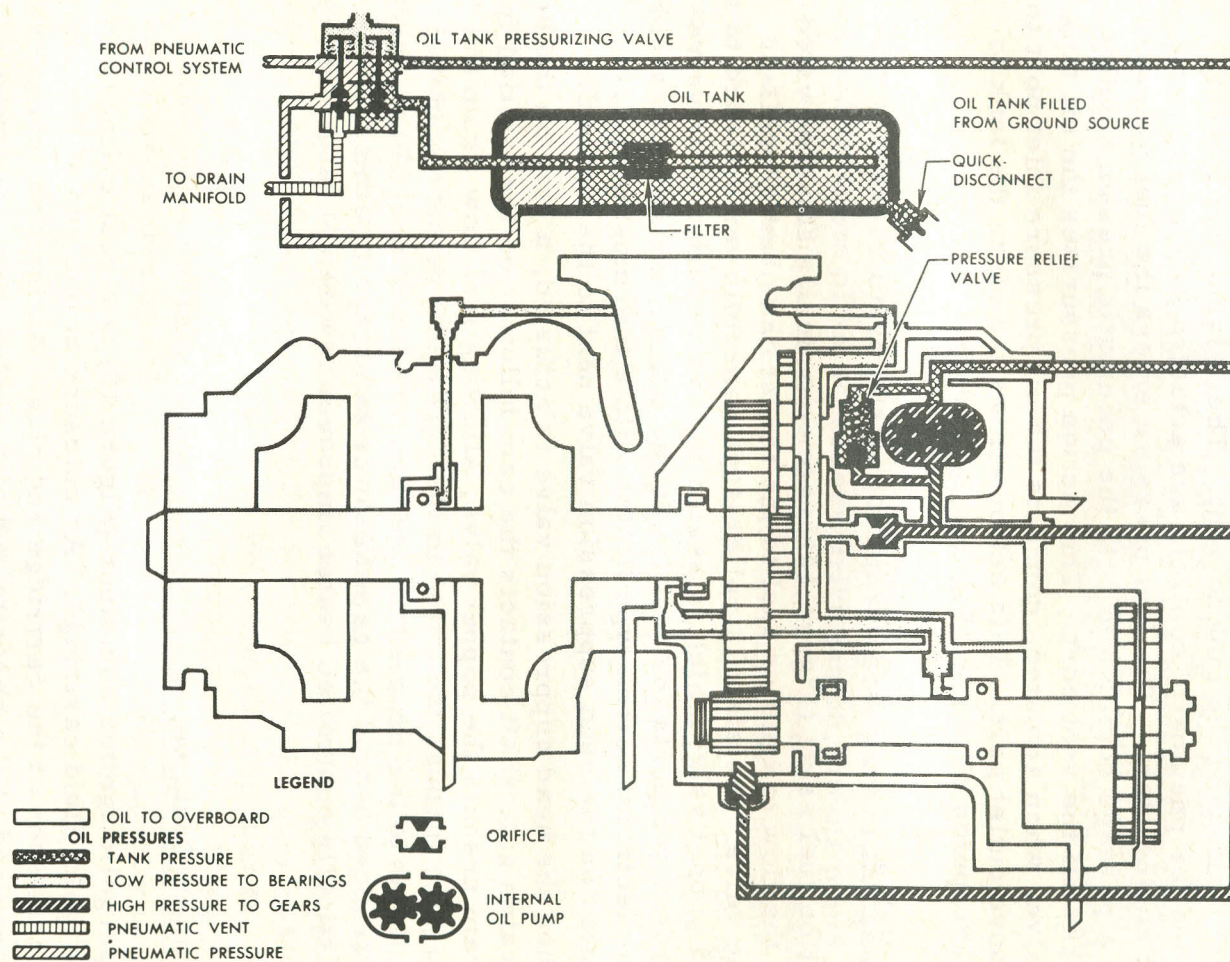 FROM PNEUMATIC
CONTROL SYSTEM
OIL TANK PRESSURIZING VALVE
OIL TANK
OIL TANK FILLED
FROM GROUND SOURCE
QUICK-
DISCONNECT
TO DRAIN
MANIFOLD
FILTER
PRESSURE RELIEF
VALVE
LEGEND
OIL TO OVERBOARD
OIL PRESSURES
TANK PRESSURE
LOW PRESSURE TO BEARINGS
HIGH PRESSURE TO GEARS
PNEUMATIC VENT
PNEUMATIC PRESSURE
ORIFICE
INTERNAL
OIL PUMP